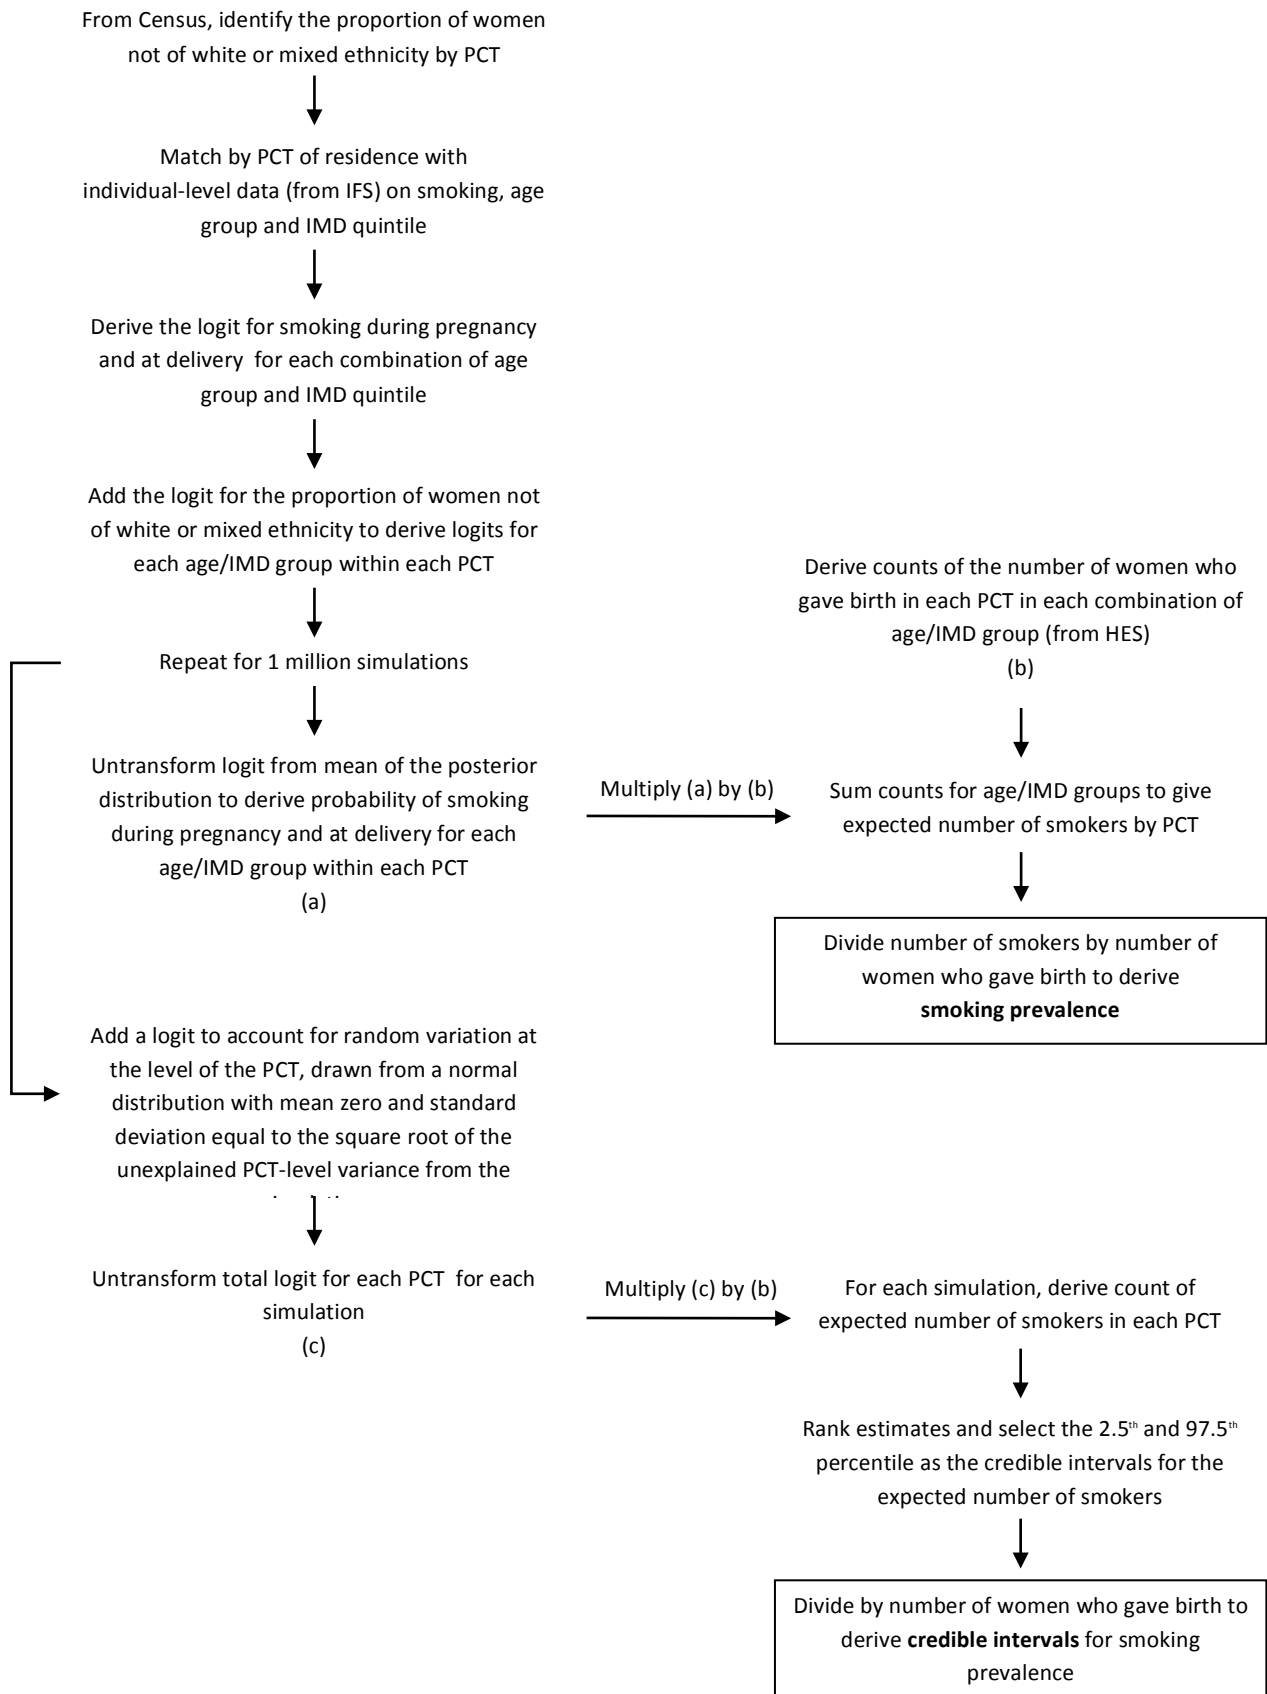 From Census, identify the proportion of women
not of white or mixed ethnicity by PCT
Match by PCT of residence with
individual-level data (from IFS) on smoking, age
group and IMD quintile
Derive the logit for smoking during pregnancy
and at delivery for each combination of age
group and IMD quintile
Add the logit for the proportion of women not
of white or mixed ethnicity to derive logits for
each age/IMD group within each PCT
Repeat for 1 million simulations
Untransform logit from mean of the posterior
distribution to derive probability of smoking
during pregnancy and at delivery for each
age/IMD group within each PCT
(a)
Multiply (a) by (b)
Derive counts of the number of women who
gave birth in each PCT in each combination of
age/IMD group (from HES)
(b)
Sum counts for age/IMD groups to give
expected number of smokers by PCT
Divide number of smokers by number of
women who gave birth to derive
smoking prevalence
Add a logit to account for random variation at
the level of the PCT, drawn from a normal
distribution with mean zero and standard
deviation equal to the square root of the
unexplained PCT-level variance from the
Untransform total logit for each PCT for each
simulation
(c)
Multiply (c) by (b)
For each simulation, derive count of
expected number of smokers in each PCT
Rank estimates and select the 2.5th and 97.5th
percentile as the credible intervals for the
expected number of smokers
Divide by number of women who gave birth to
derive credible intervals for smoking
prevalence